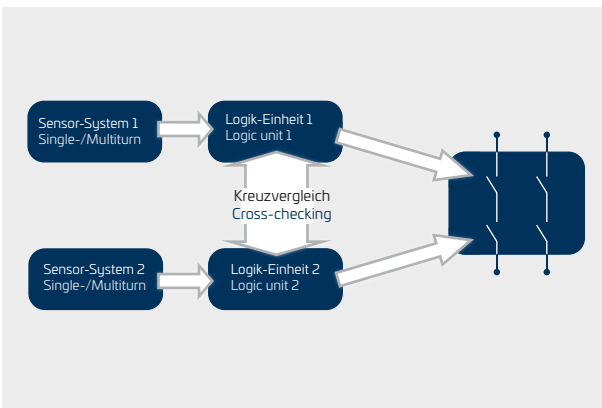 Sensor-System 1
Single-/Multiturn
Logik-Einheit 1
Logic unit 1
Kreuzvergleich
Cross-checking
Sensor-System 2
Single-/Multiturn
Logik-Einheit 2
Logic unit 2